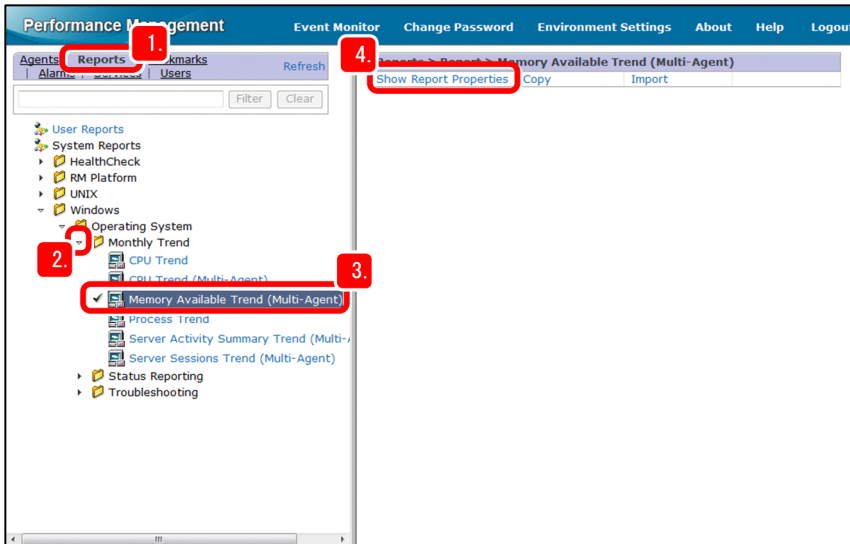 Performance Management
Event Monitor Change Password Environment Settings About Help Logout
1.
Agents Reports
Alarms Services Users
Refresh
Filter Clear
4.
Reports > Report > Memory Available Trend (Multi-Agent)
Show Report Properties Copy Import
User Reports
System Reports
HealthCheck
RM Platform
UNIX
Windows
Operating System
2.
Monthly Trend
CPU Trend
3.
CPU Trend (Multi-Agent)
Memory Available Trend (Multi-Agent)
Process Trend
Server Activity Summary Trend (Multi-
Server Sessions Trend (Multi-Agent)
Status Reporting
Troubleshooting